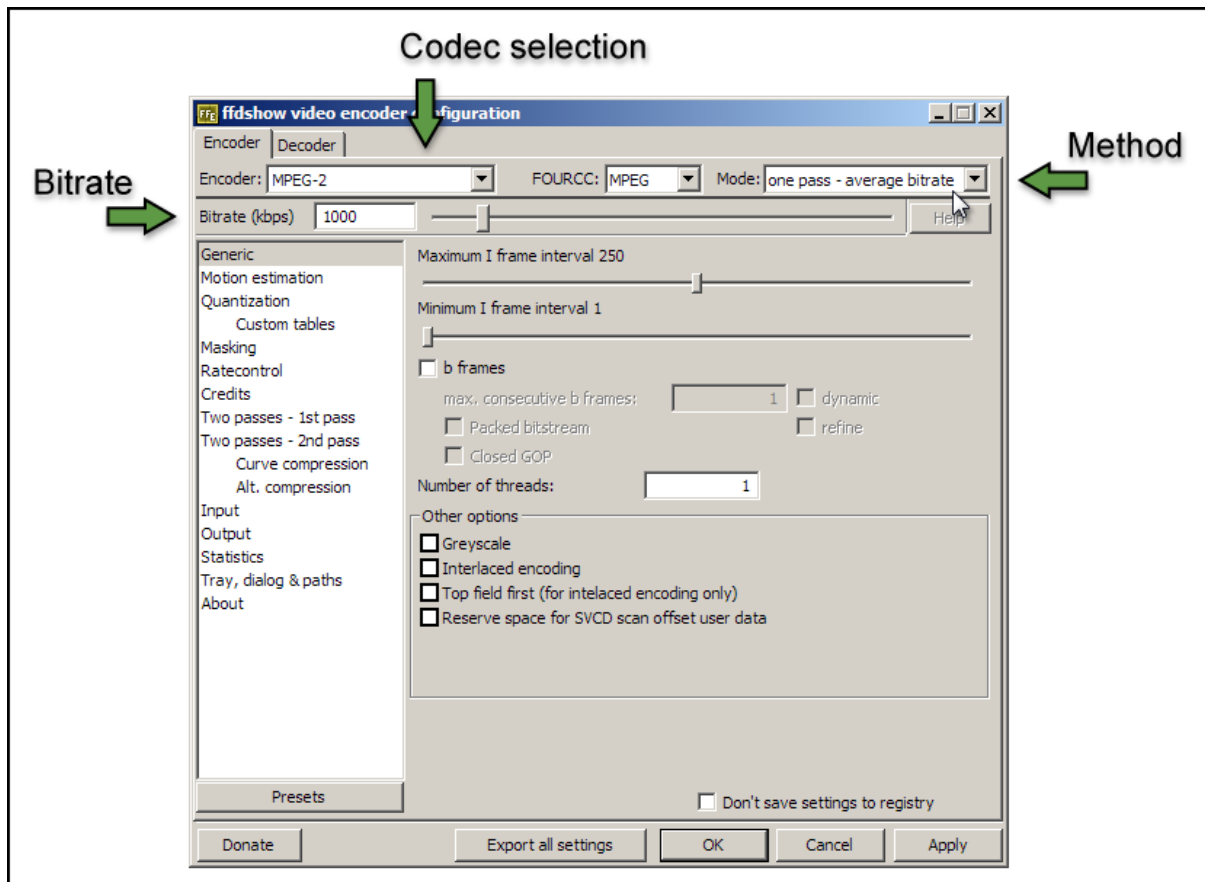 Codec selection
Method
Bitrate
FFE ffdshow video encoder configuration
Encoder Decoder
Encoder: MPEG-2 FOURCC: MPEG Mode: one pass - average bitrate
Bitrate (kbps) 1000 Help
Generic
Motion estimation
Quantization
Custom tables
Masking
Ratecontrol
Credits
Two passes - 1st pass
Two passes - 2nd pass
Curve compression
Alt. compression
Input
Output
Statistics
Tray, dialog & paths
About
Presets
Maximum I frame interval 250
Minimum I frame interval 1
b frames
max. consecutive b frames: 1 dynamic
Packed bitstream refine
Closed GOP
Number of threads: 1
Other options
Greyscale
Interlaced encoding
Top field first (for intelaced encoding only)
Reserve space for SVCD scan offset user data
Don't save settings to registry
Donate Export all settings OK Cancel Apply